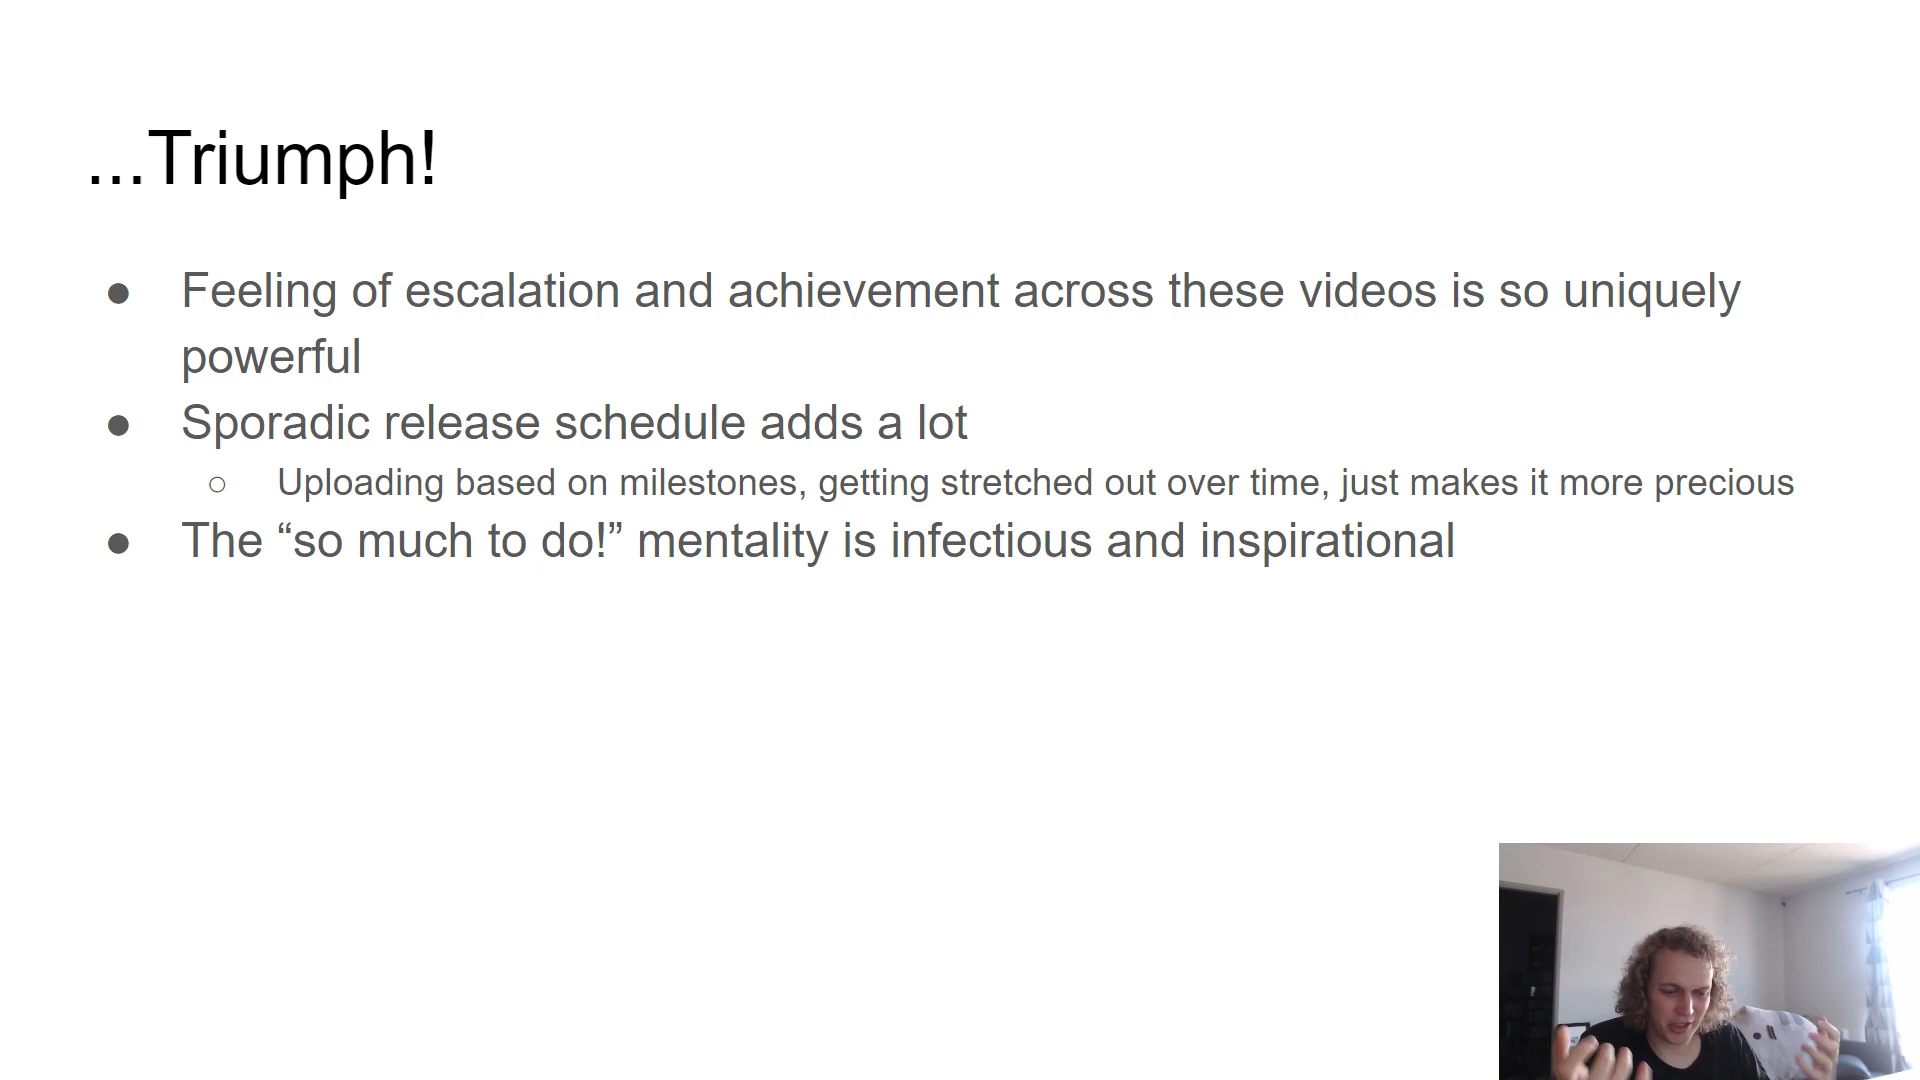 ...Triumph!
● Feeling of escalation and achievement across these videos is so uniquely
powerful
● Sporadic release schedule adds a lot
○ Uploading based on milestones, getting stretched out over time, just makes it more precious
● The “so much to do!” mentality is infectious and inspirational